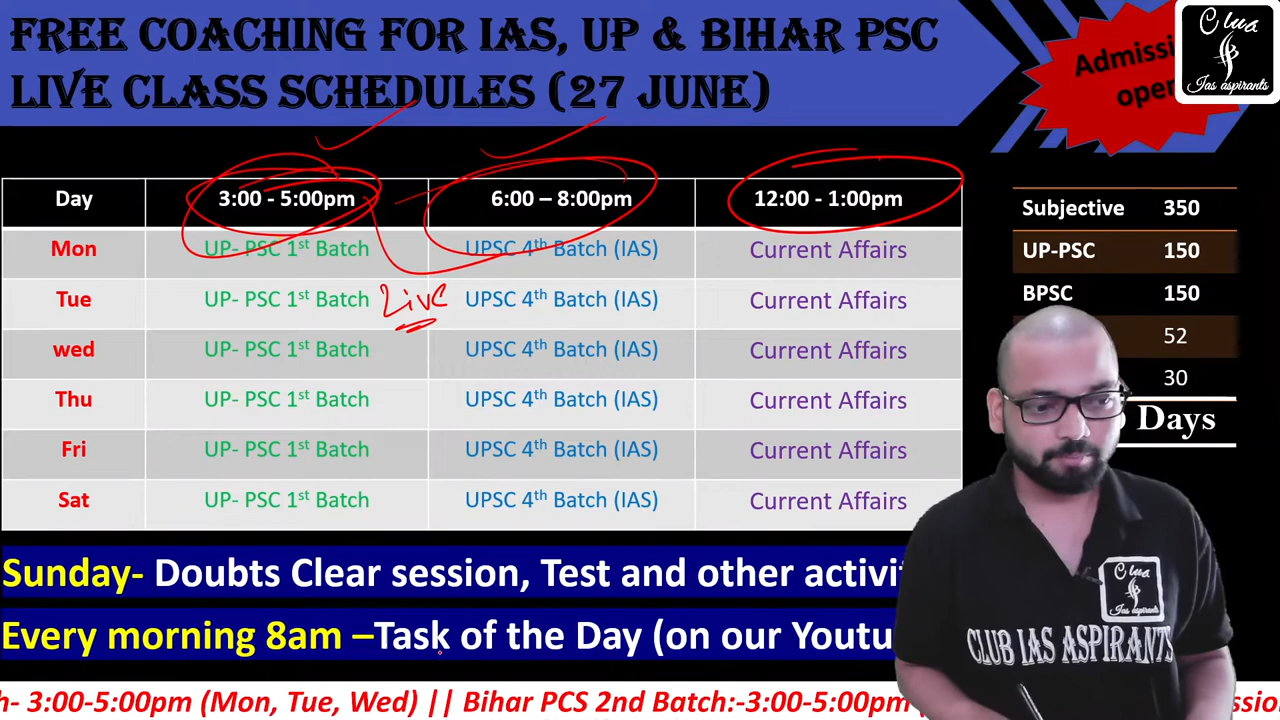 FREE COACHING FOR IAS, UP & BIHAR PSC
LIVE CLASS SCHEDULES (27 JUNE)
Club
Ias aspirants
Day 3:00 - 5:00pm 6:00 – 8:00pm 12:00 - 1:00pm
Mon UP- PSC 1st Batch UPSC 4th Batch (IAS) Current Affairs
Tue UP- PSC 1st Batch Live UPSC 4th Batch (IAS) Current Affairs
wed UP- PSC 1st Batch UPSC 4th Batch (IAS) Current Affairs
Thu UP- PSC 1st Batch UPSC 4th Batch (IAS) Current Affairs
Fri UP- PSC 1st Batch UPSC 4th Batch (IAS) Current Affairs
Sat UP- PSC 1st Batch UPSC 4th Batch (IAS) Current Affairs
Subjective 350
UP-PSC 150
BPSC 150
52
30
Days
Sunday- Doubts Clear session, Test and other
Every morning 8am –Task of the Day (on our
3:00-5:00pm (Mon, Tue, Wed) || Bihar PCS 2nd Batch:-3:00-5:00pm
Club
Ias aspirants
CLUB IAS ASPIRANTS